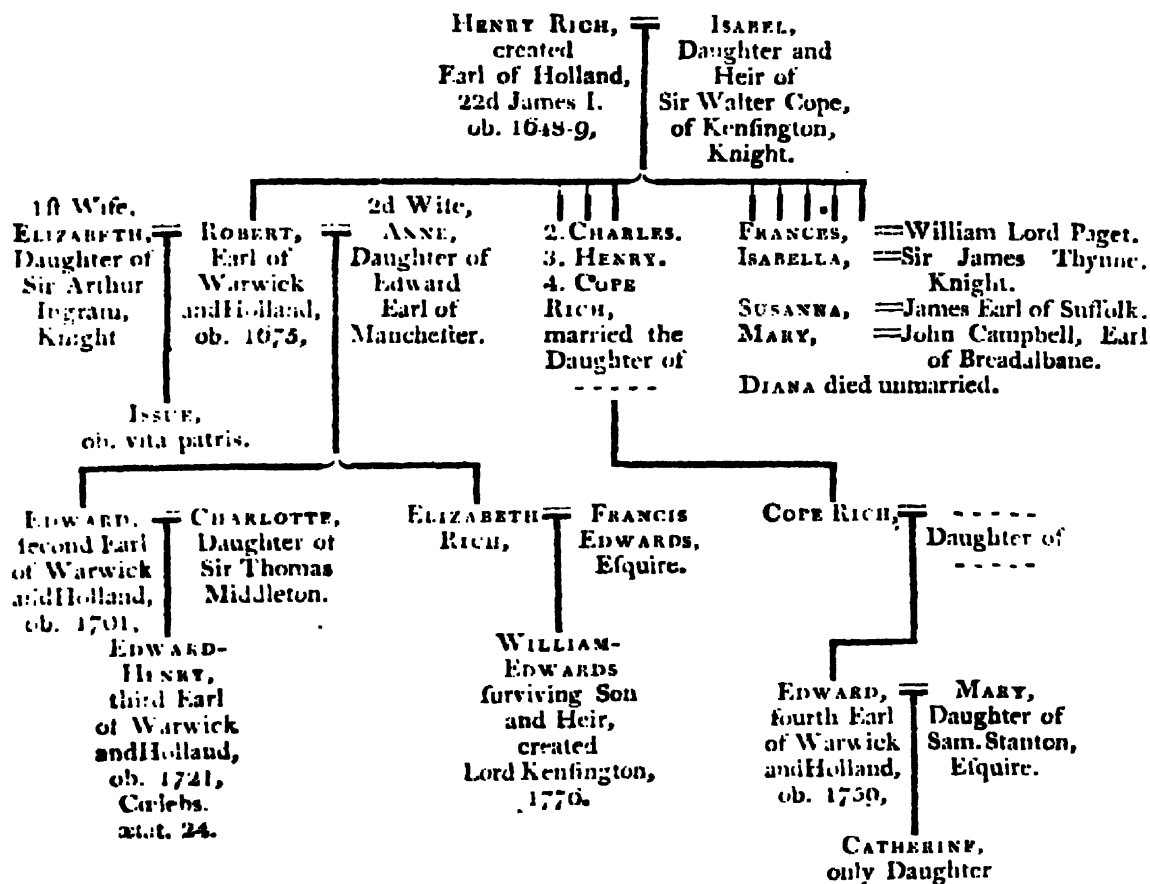 HENRY RICH,
created
Earl of Holland,
22d James I.
ob. 1648-9,
ISABEL,
Daughter and
Heir of
Sir Walter Cope,
of Kenſington,
Knight.
1ſt Wife,
ELIZABETH,
Daughter of
Sir Arthur
Ingram,
Knight
ROBERT,
Earl of
Warwick
and Holland,
ob. 1675,
2d Wife,
ANNE,
Daughter of
Edward
Earl of
Mancheſter.
2. CHARLES.
3. HENRY.
4. COPE
RICH,
married the
Daughter of
- - - - -
FRANCES, =William Lord Paget.
ISABELLA, =Sir James Thynne,
Knight.
SUSANNA, =James Earl of Suffolk.
MARY, =John Campbell, Earl
of Breadalbane.
DIANA died unmarried.
ISSUE,
ob. vita patris.
EDWARD,
ſecond Earl
of Warwick
and Holland,
ob. 1701,
CHARLOTTE,
Daughter of
Sir Thomas
Middleton.
ELIZABETH
RICH,
FRANCIS
EDWARDS,
Eſquire.
COPE RICH,
- - - - -
Daughter of
- - - - -
EDWARD-
HENRY,
third Earl
of Warwick
and Holland,
ob. 1721,
Cœlebs.
ætat. 24.
WILLIAM-
EDWARDS
ſurviving Son
and Heir,
created
Lord Kenſington,
1776.
EDWARD,
fourth Earl
of Warwick
and Holland,
ob. 1759,
MARY,
Daughter of
Sam. Stanton,
Eſquire.
CATHERINE,
only Daughter